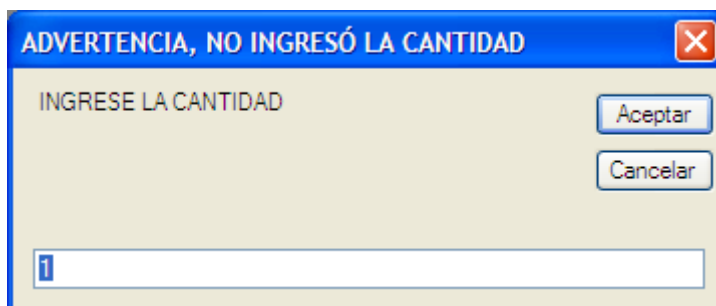 ADVERTENCIA, NO INGRESÓ LA CANTIDAD
INGRESE LA CANTIDAD
Aceptar
Cancelar
1